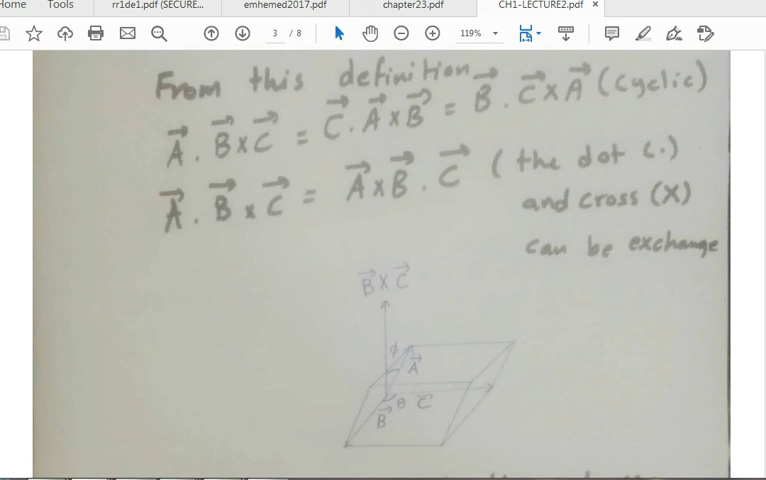 ome Tools rr1de1.pdf (SECURE... emhemed2017.pdf chapter23.pdf CH1-LECTURE2.pdf ×
3 / 8 119%
From this definition
A⃗ . B⃗ × C⃗ = C⃗ . A⃗ × B⃗ = B⃗ . C⃗ × A⃗ (cyclic)
A⃗ . B⃗ × C⃗ = A⃗ × B⃗ . C⃗ (the dot (.)
and cross (×)
can be exchange
B⃗ × C⃗
φ
A⃗
θ C⃗
B⃗